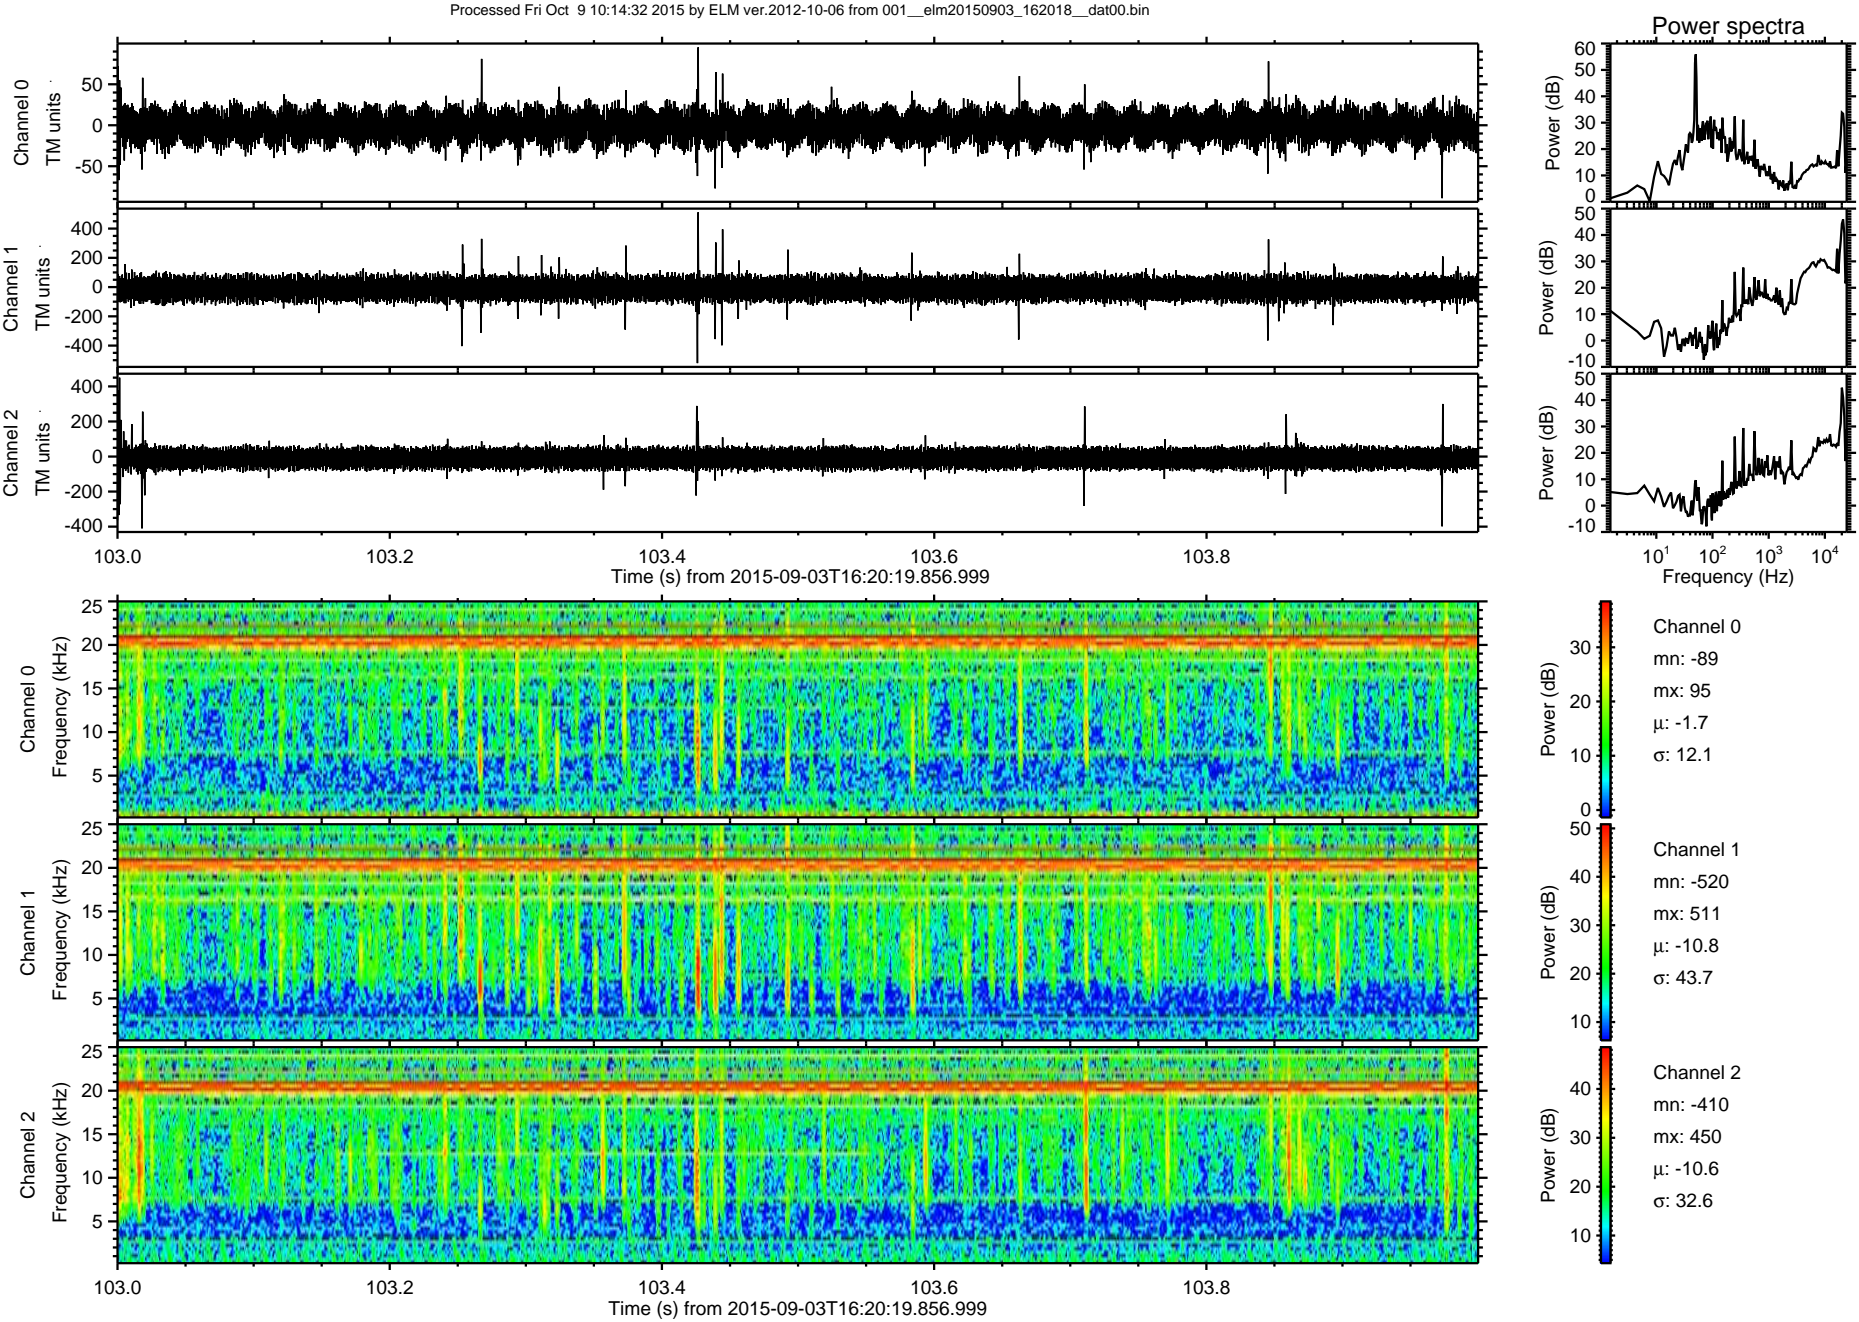 Processed Fri Oct  9 10:14:32 2015 by ELM ver.2012-10-06 from 001__elm20150903_162018__dat00.bin
Power spectra
Channel 0
TM units
50
0
-50
Power (dB)
60
50
40
30
20
10
0
Channel 1
TM units
400
200
0
-200
-400
Power (dB)
50
40
30
20
10
0
-10
Channel 2
TM units
400
200
0
-200
-400
Power (dB)
50
40
30
20
10
0
-10
103.0 103.2 103.4 103.6 103.8
Time (s) from 2015-09-03T16:20:19.856.999
10¹ 10² 10³ 10⁴
Frequency (Hz)
Channel 0
Frequency (kHz)
25
20
15
10
5
Power (dB)
30
20
10
0
Channel 0
mn: -89
mx: 95
μ: -1.7
σ: 12.1
Channel 1
Frequency (kHz)
25
20
15
10
5
Power (dB)
50
40
30
20
10
Channel 1
mn: -520
mx: 511
μ: -10.8
σ: 43.7
Channel 2
Frequency (kHz)
25
20
15
10
5
Power (dB)
40
30
20
10
Channel 2
mn: -410
mx: 450
μ: -10.6
σ: 32.6
103.0 103.2 103.4 103.6 103.8
Time (s) from 2015-09-03T16:20:19.856.999